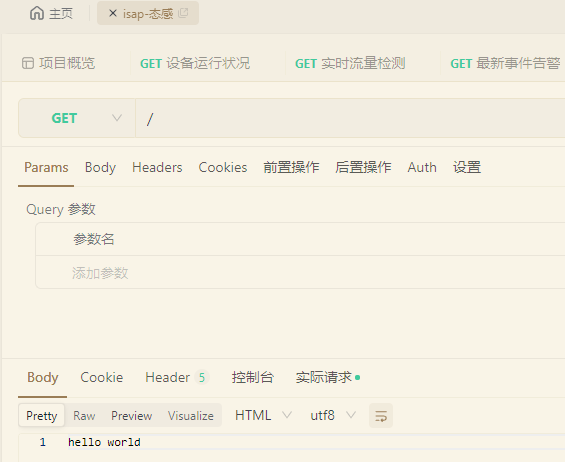 主页 isap-态感
项目概览 GET 设备运行状况 GET 实时流量检测 GET 最新事件告警
GET /
Params Body Headers Cookies 前置操作 后置操作 Auth 设置
Query 参数
参数名
添加参数
Body Cookie Header 5 控制台 实际请求
Pretty Raw Preview Visualize HTML utf8
1 hello world